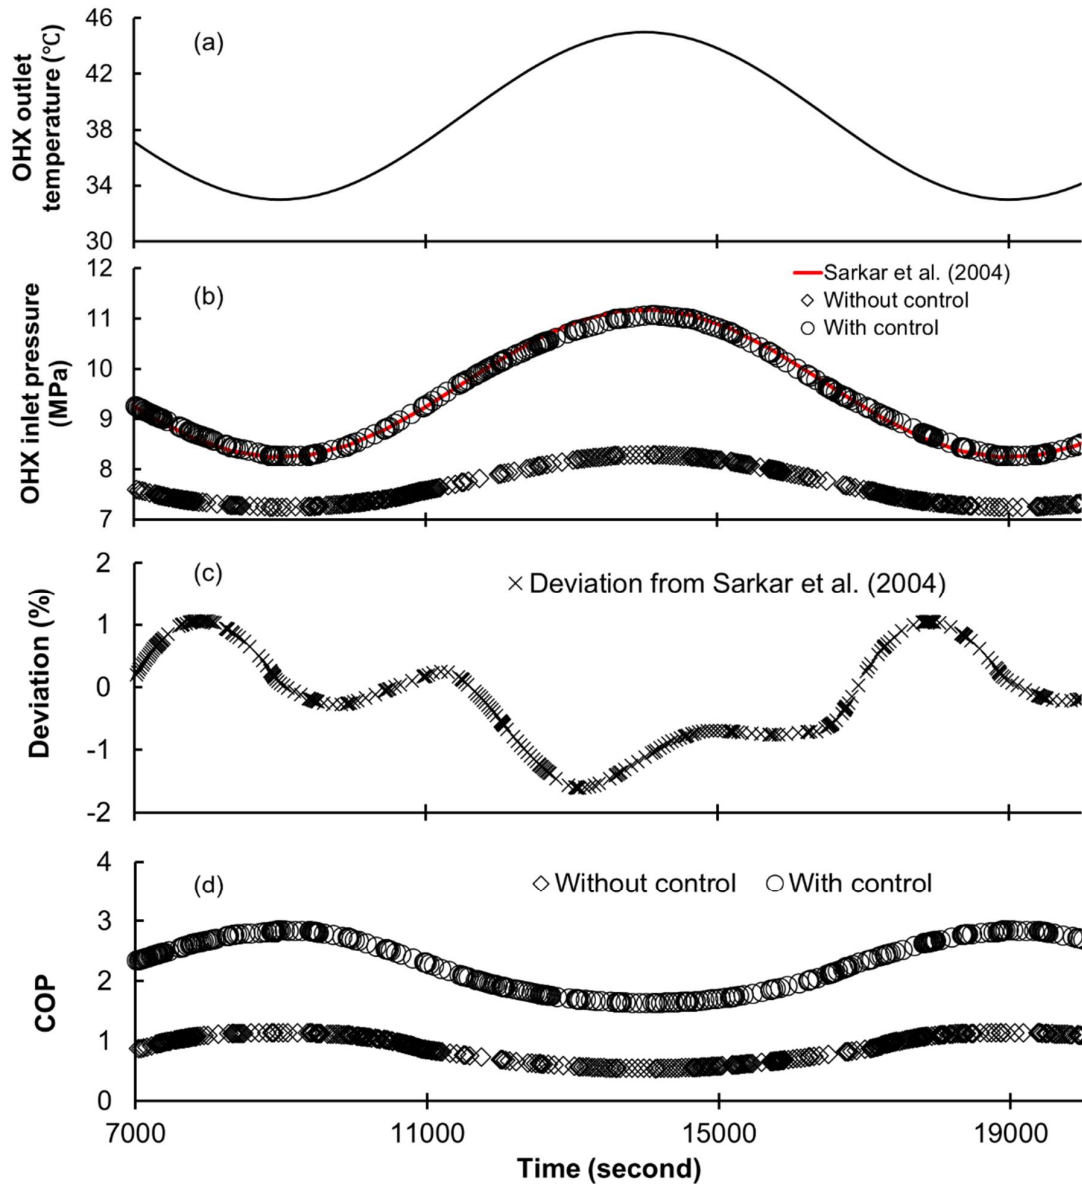 46
(a)
42
38
34
30
OHX outlet
temperature (℃)
12
(b)
Sarkar et al. (2004)
Without control
With control
11
10
9
8
7
OHX inlet pressure
(MPa)
2
(c)
Deviation from Sarkar et al. (2004)
1
0
-1
-2
Deviation (%)
4
(d)
Without control
With control
3
2
1
0
COP
7000
11000
15000
19000
Time (second)